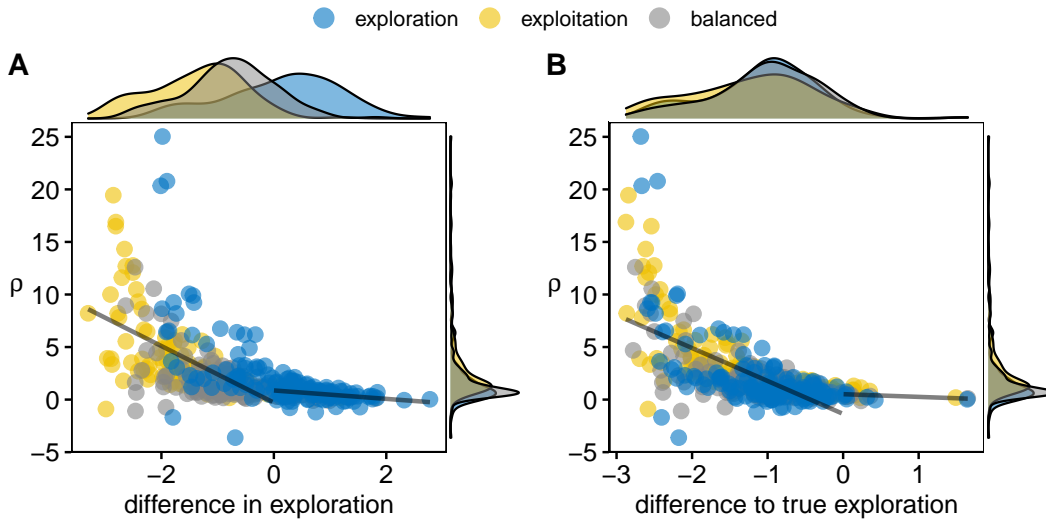 exploration exploitation balanced
A
B
25
20
15
10
5
0
−5
ρ
−2 0 2
difference in exploration
25
20
15
10
5
0
−5
ρ
−3 −2 −1 0 1
difference to true exploration